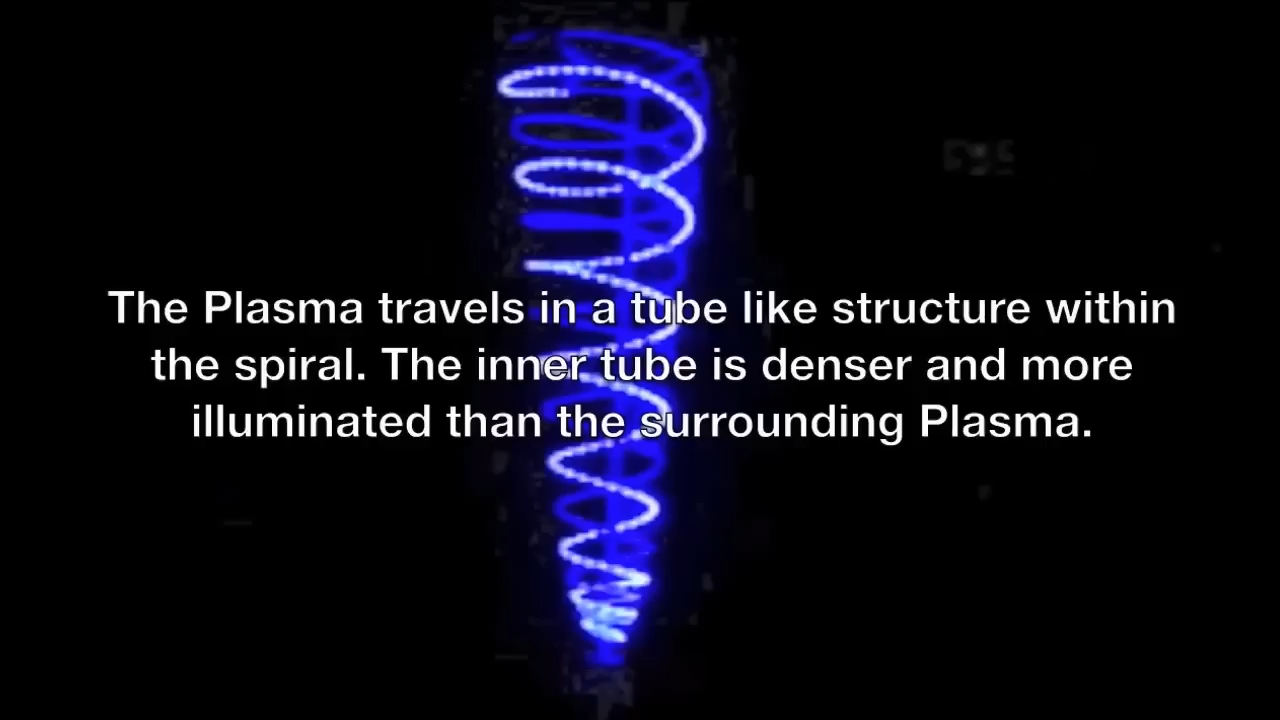 The Plasma travels in a tube like structure within
the spiral. The inner tube is denser and more
illuminated than the surrounding Plasma.